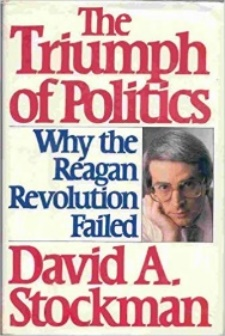 The
Triumph
of Politics
Why the
Reagan
Revolution
Failed
David A.
Stockman